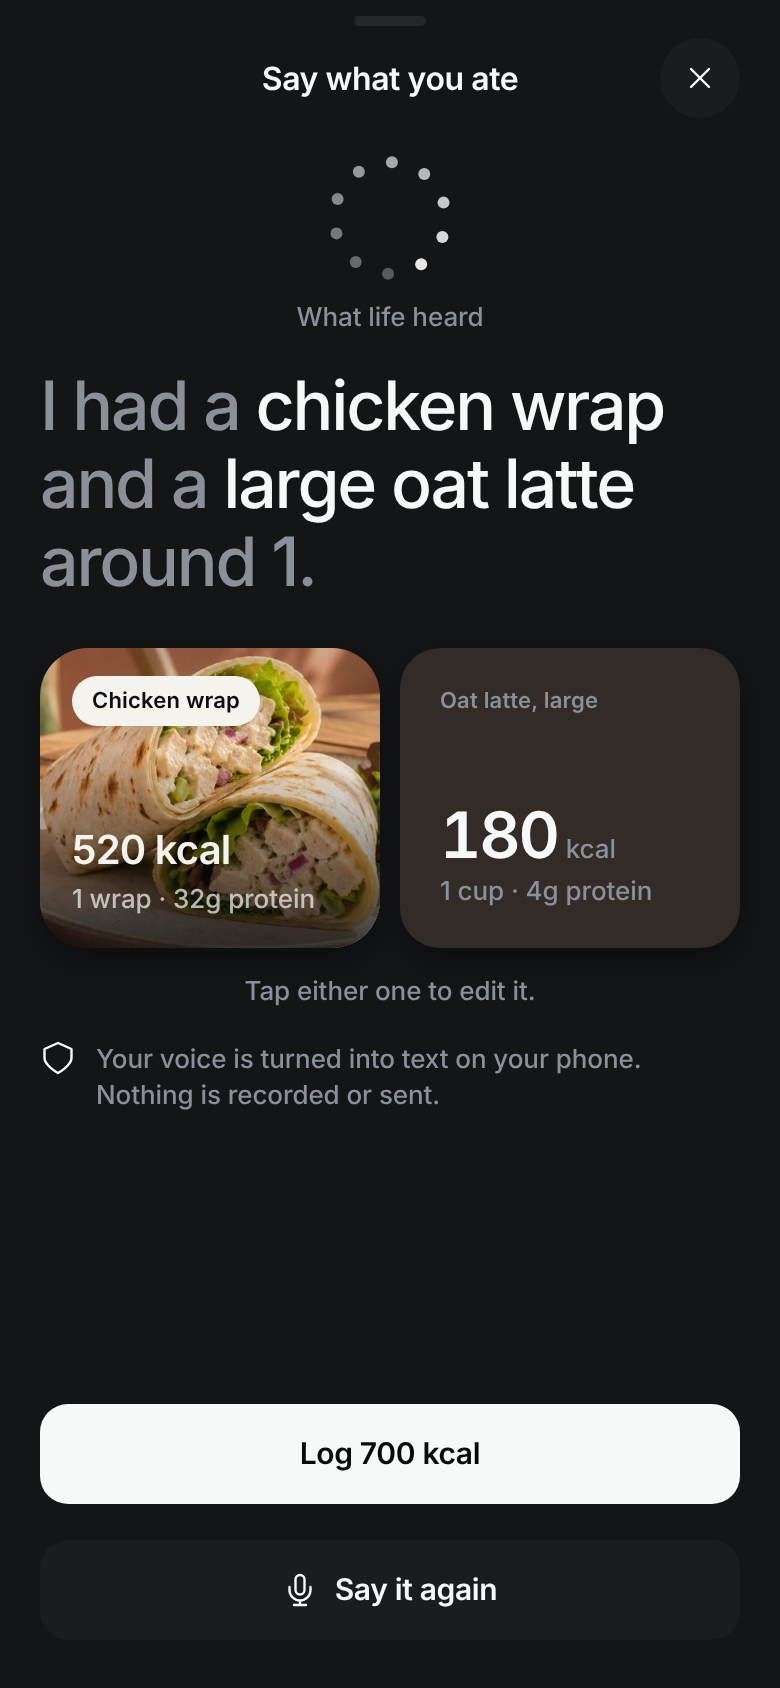 Say what you ate
What life heard
I had a chicken wrap
and a large oat latte
around 1.
Chicken wrap
520 kcal
1 wrap · 32g protein
Oat latte, large
180 kcal
1 cup · 4g protein
Tap either one to edit it.
Your voice is turned into text on your phone.
Nothing is recorded or sent.
Log 700 kcal
Say it again